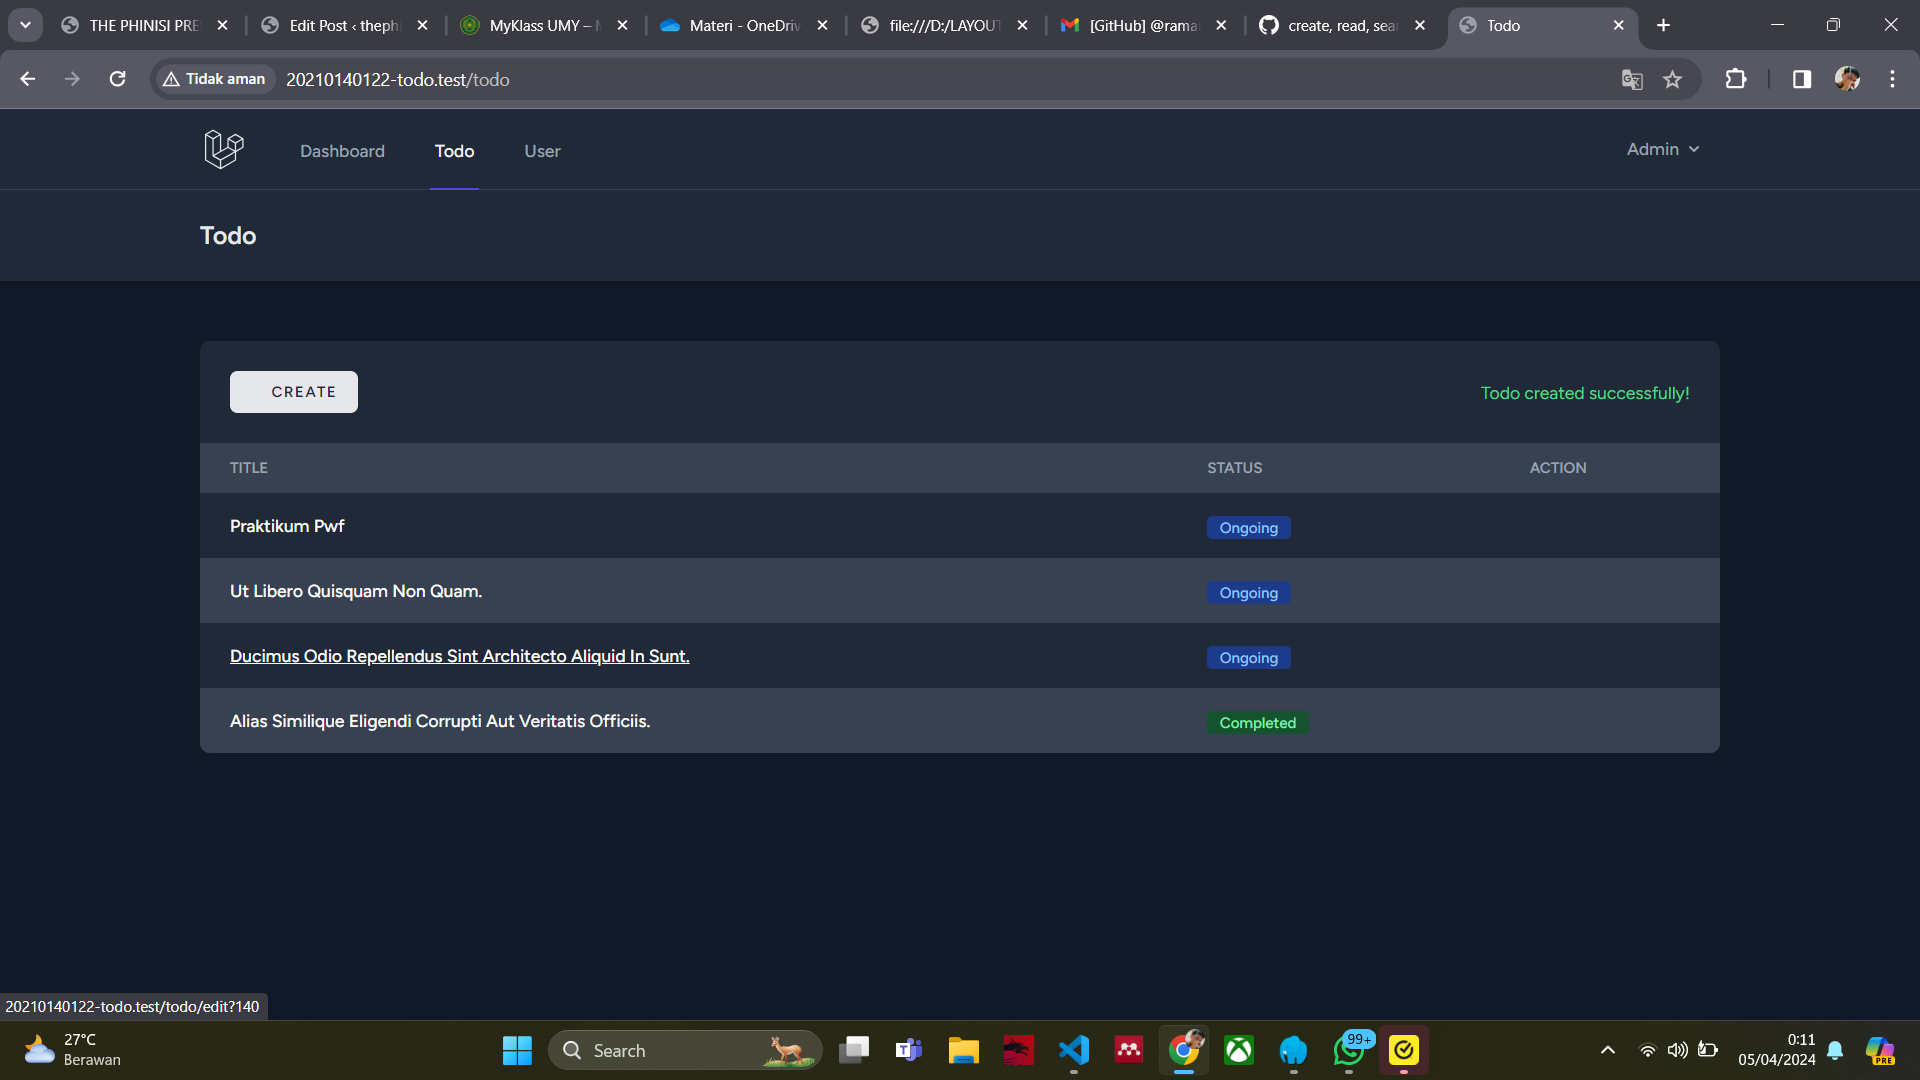 THE PHINISI PRE
Edit Post ‹ thephi
MyKlass UMY –
Materi - OneDriv
file:///D:/LAYOUT
[GitHub] @rama
create, read, sear
Todo
Tidak aman
20210140122-todo.test/todo
Dashboard
Todo
User
Admin
Todo
CREATE
Todo created successfully!
TITLE STATUS ACTION
Praktikum Pwf Ongoing
Ut Libero Quisquam Non Quam. Ongoing
Ducimus Odio Repellendus Sint Architecto Aliquid In Sunt. Ongoing
Alias Similique Eligendi Corrupti Aut Veritatis Officiis. Completed
20210140122-todo.test/todo/edit?140
27°C
Berawan
Search
99+
0:11
05/04/2024
PRE